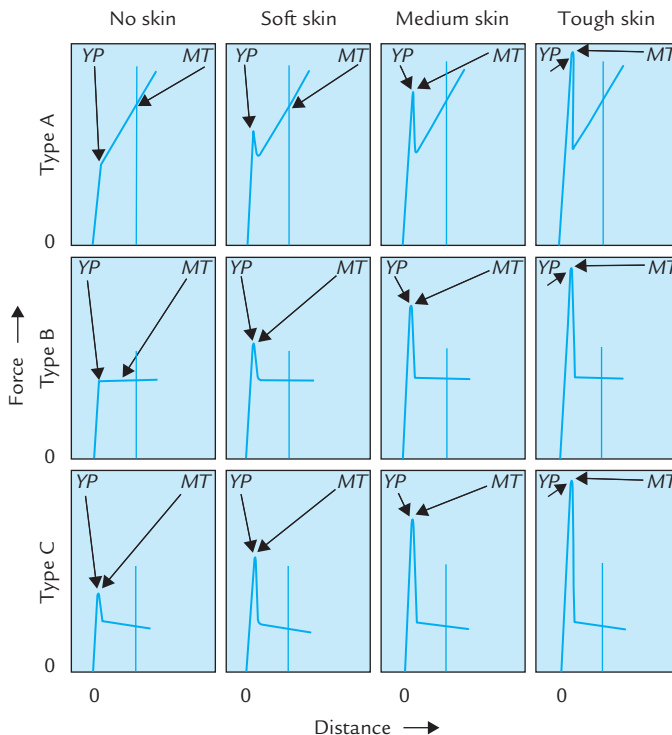 No skin Soft skin Medium skin Tough skin
YP MT YP MT YP MT YP MT
Type A
0
YP MT YP MT YP MT YP MT
Force
Type B
0
YP MT YP MT YP MT YP MT
Type C
0
0 0 0 0
Distance